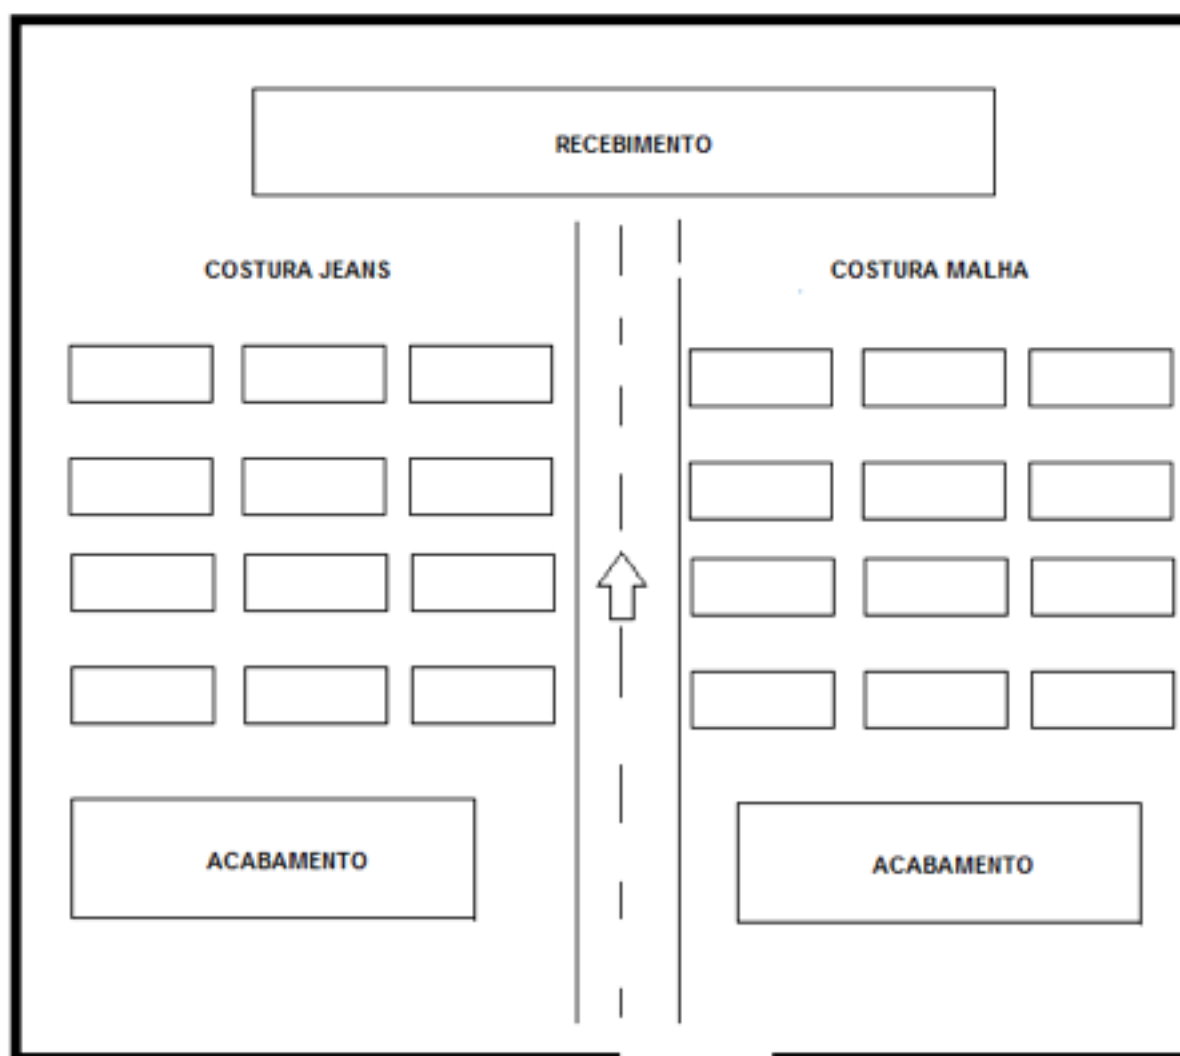 RECEBIMENTO
COSTURA JEANS
COSTURA MALHA
ACABAMENTO
ACABAMENTO